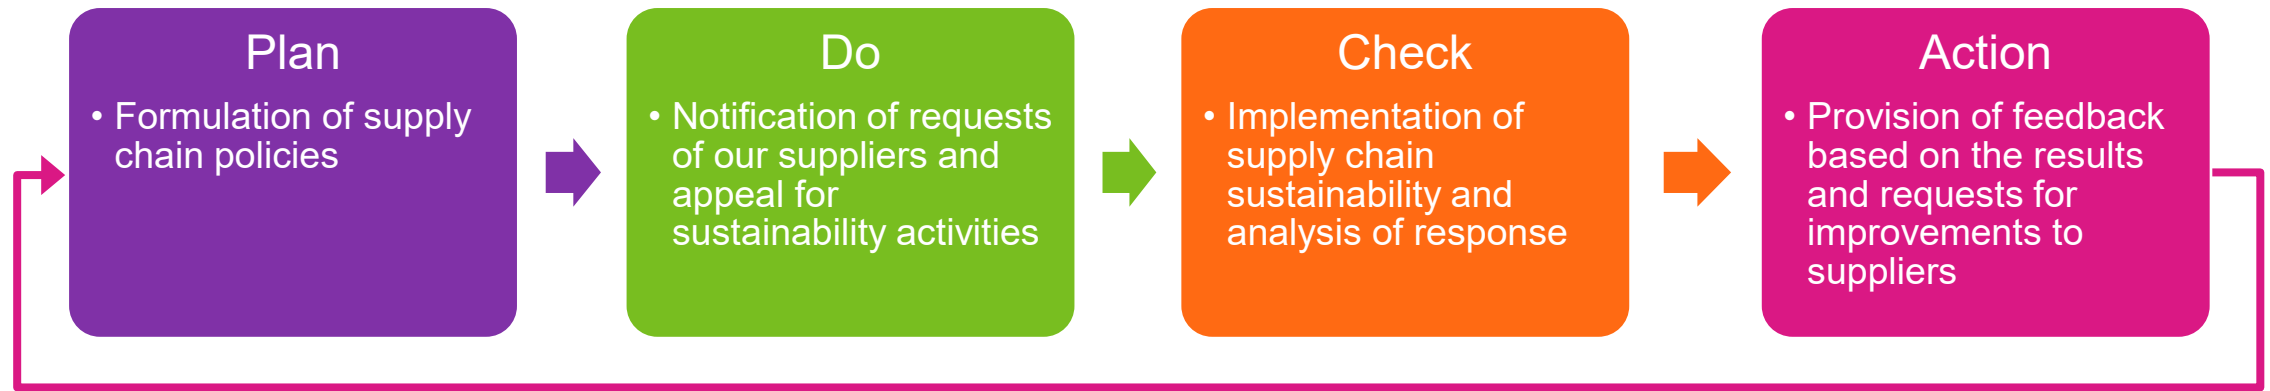 Plan
• Formulation of supply
chain policies
Do
• Notification of requests
of our suppliers and
appeal for
sustainability activities
Check
• Implementation of
supply chain
sustainability and
analysis of response
Action
• Provision of feedback
based on the results
and requests for
improvements to
suppliers